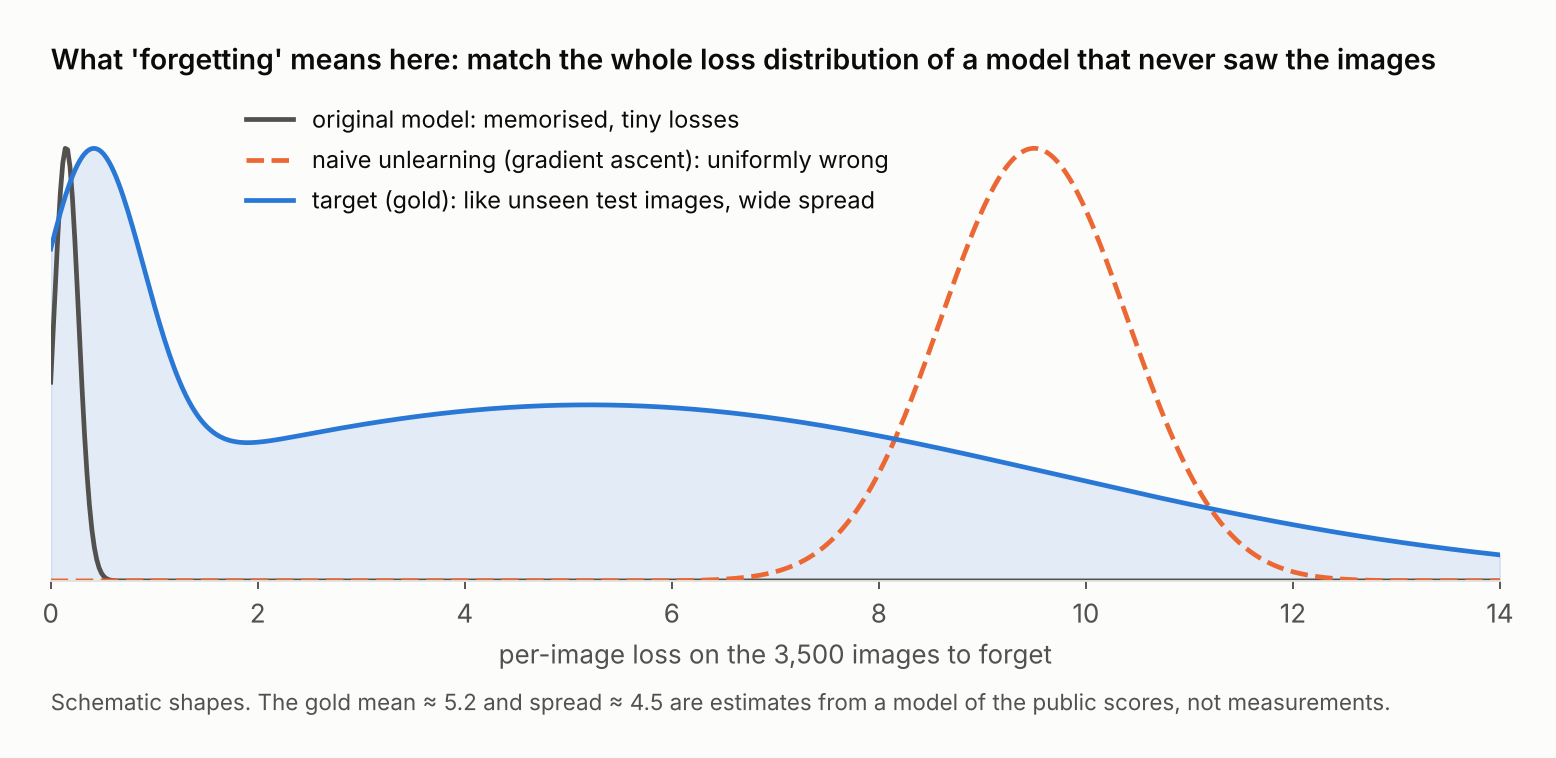 What 'forgetting' means here: match the whole loss distribution of a model that never saw the images
original model: memorised, tiny losses
naive unlearning (gradient ascent): uniformly wrong
target (gold): like unseen test images, wide spread
0 2 4 6 8 10 12 14
per-image loss on the 3,500 images to forget
Schematic shapes. The gold mean ≈ 5.2 and spread ≈ 4.5 are estimates from a model of the public scores, not measurements.